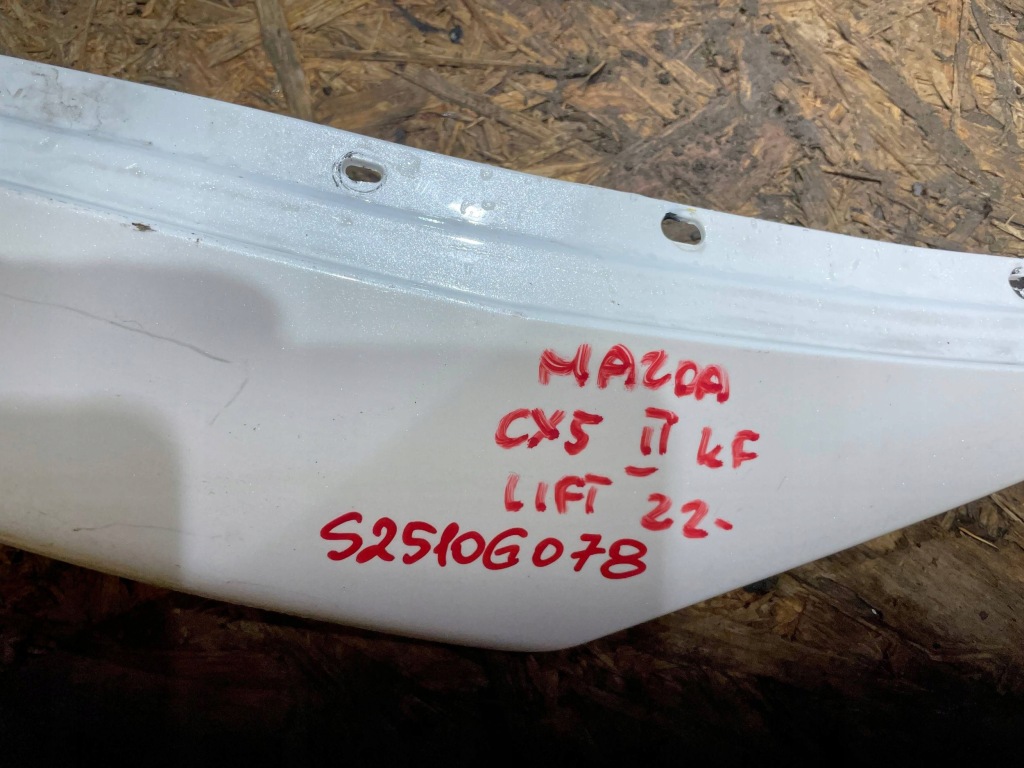 MAZDA
CX5 II KF
LIFT 22-
S2510G078